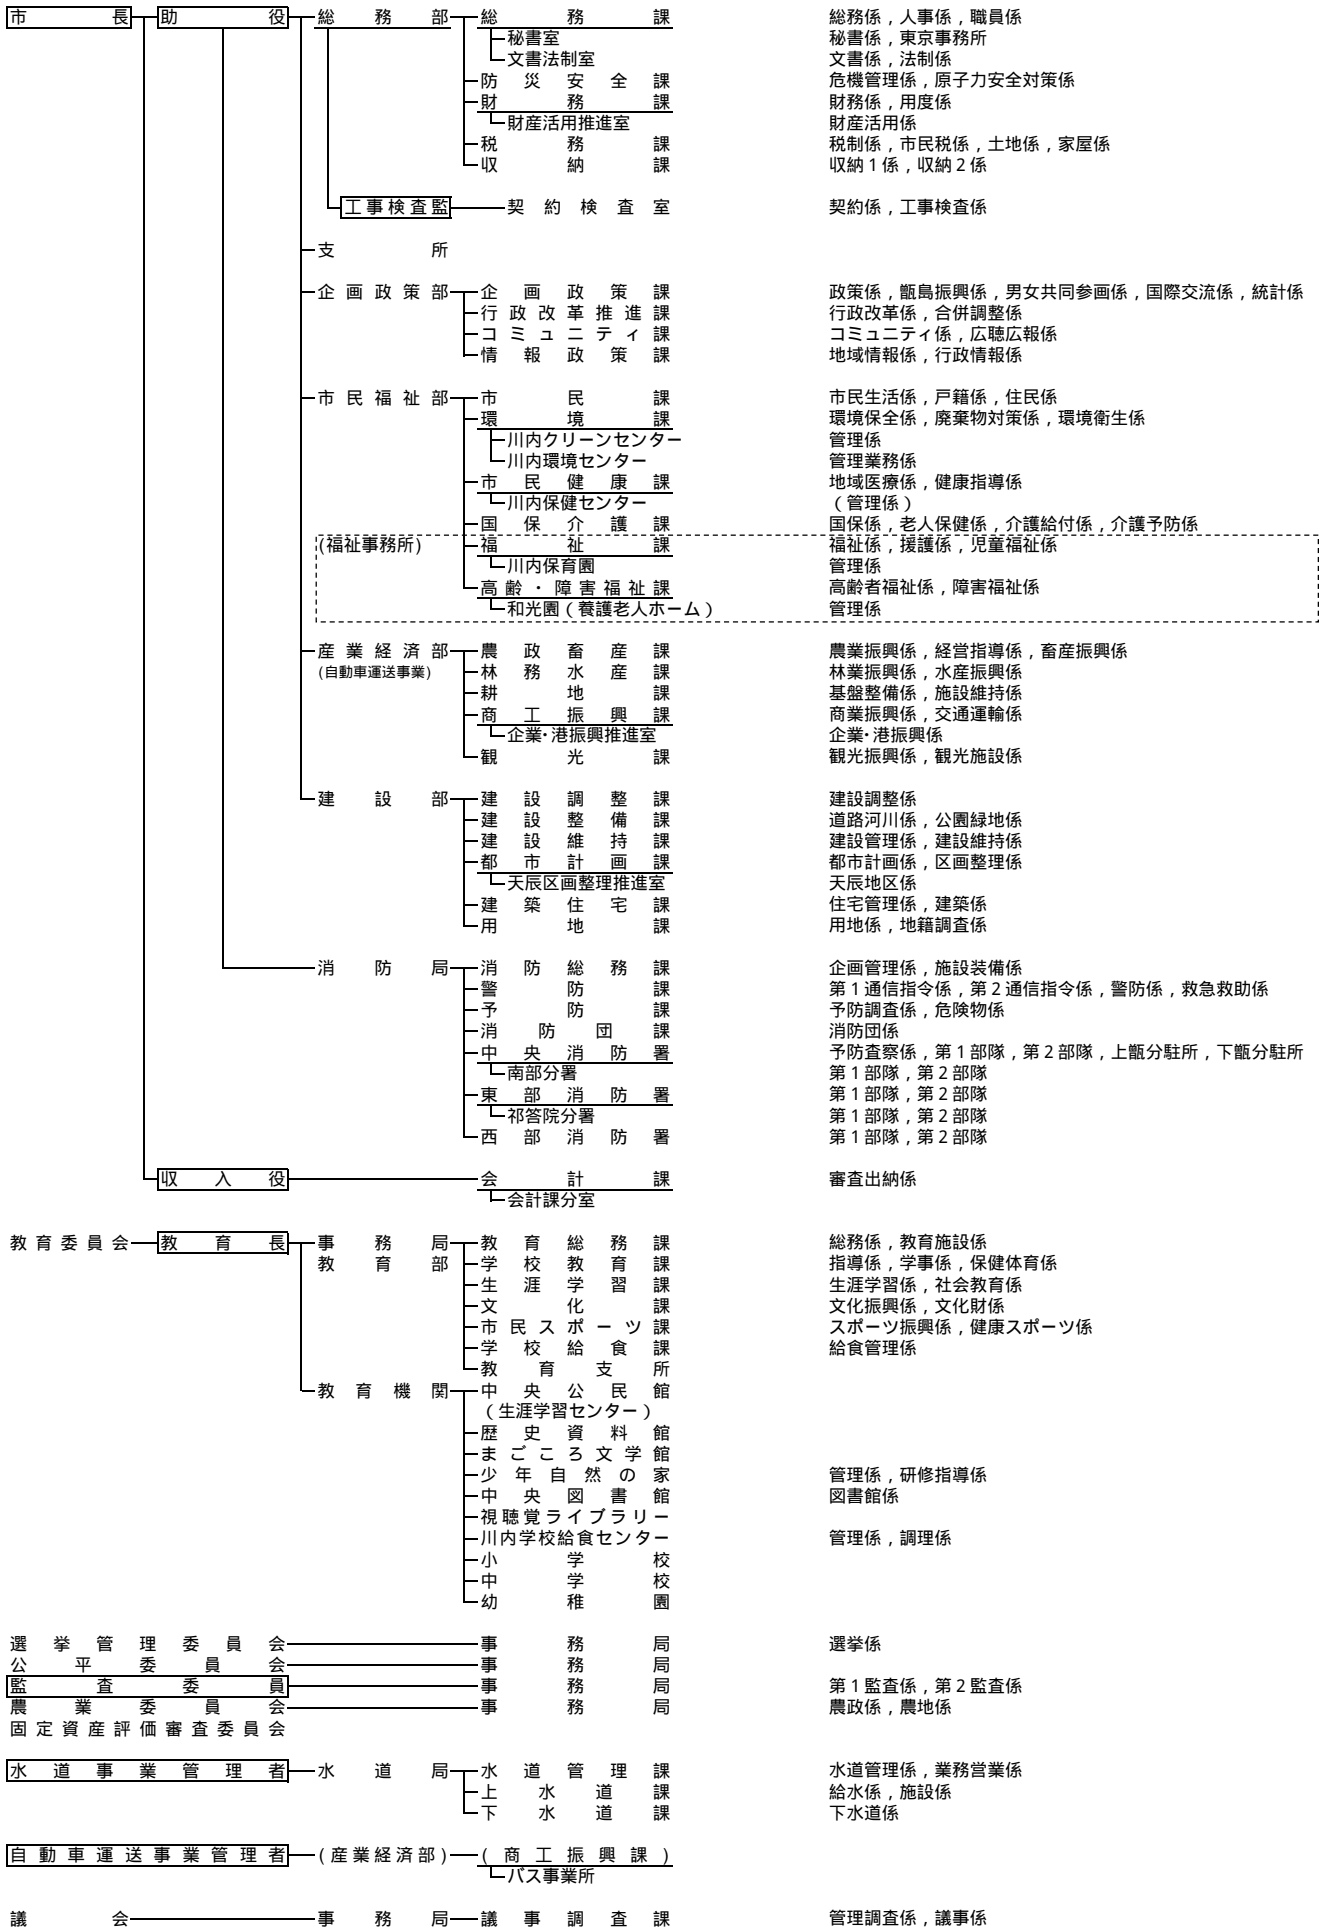 市長 助役 総務部 総務課 総務係，人事係，職員係
秘書室 秘書係，東京事務所
文書法制室 文書係，法制係
防災安全課 危機管理係，原子力安全対策係
財務課 財務係，用度係
財産活用推進室 財産活用係
税務課 税制係，市民税係，土地係，家屋係
収納課 収納1係，収納2係
工事検査監 契約検査室 契約係，工事検査係
支所
企画政策部 企画政策課 政策係，甑島振興係，男女共同参画係，国際交流係，統計係
行政改革推進課 行政改革係，合併調整係
コミュニティ課 コミュニティ係，広聴広報係
情報政策課 地域情報係，行政情報係
市民福祉部 市民課 市民生活係，戸籍係，住民係
環境課 環境保全係，廃棄物対策係，環境衛生係
川内クリーンセンター 管理係
川内環境センター 管理業務係
市民健康課 地域医療係，健康指導係
川内保健センター （管理係）
国保介護課 国保係，老人保健係，介護給付係，介護予防係
(福祉事務所) 福祉課 福祉係，援護係，児童福祉係
川内保育園 管理係
高齢・障害福祉課 高齢者福祉係，障害福祉係
和光園（養護老人ホーム） 管理係
産業経済部 農政畜産課 農業振興係，経営指導係，畜産振興係
(自動車運送事業) 林務水産課 林業振興係，水産振興係
耕地課 基盤整備係，施設維持係
商工振興課 商業振興係，交通運輸係
企業・港振興推進室 企業・港振興係
観光課 観光振興係，観光施設係
建設部 建設調整課 建設調整係
建設整備課 道路河川係，公園緑地係
建設維持課 建設管理係，建設維持係
都市計画課 都市計画係，区画整理係
天辰区画整理推進室 天辰地区係
建築住宅課 住宅管理係，建築係
用地課 用地係，地籍調査係
消防局 消防総務課 企画管理係，施設装備係
警防課 第1通信指令係，第2通信指令係，警防係，救急救助係
予防課 予防調査係，危険物係
消防団課 消防団係
中央消防署 予防査察係，第1部隊，第2部隊，上甑分駐所，下甑分駐所
南部分署 第1部隊，第2部隊
東部消防署 第1部隊，第2部隊
祁答院分署 第1部隊，第2部隊
西部消防署 第1部隊，第2部隊
収入役 会計課 審査出納係
会計課分室
教育委員会 教育長 事務局 教育総務課 総務係，教育施設係
教育部 学校教育課 指導係，学事係，保健体育係
生涯学習課 生涯学習係，社会教育係
文化課 文化振興係，文化財係
市民スポーツ課 スポーツ振興係，健康スポーツ係
学校給食課 給食管理係
教育支所
教育機関 中央公民館
（生涯学習センター）
歴史資料館
まごころ文学館
少年自然の家 管理係，研修指導係
中央図書館 図書館係
視聴覚ライブラリー
川内学校給食センター 管理係，調理係
小学校
中学校
幼稚園
選挙管理委員会 事務局 選挙係
公平委員会 事務局
監査委員 事務局 第1監査係，第2監査係
農業委員会 事務局 農政係，農地係
固定資産評価審査委員会
水道事業管理者 水道局 水道管理課 水道管理係，業務営業係
上水道課 給水係，施設係
下水道課 下水道係
自動車運送事業管理者 (産業経済部) (商工振興課)
バス事業所
議会 事務局 議事調査課 管理調査係，議事係